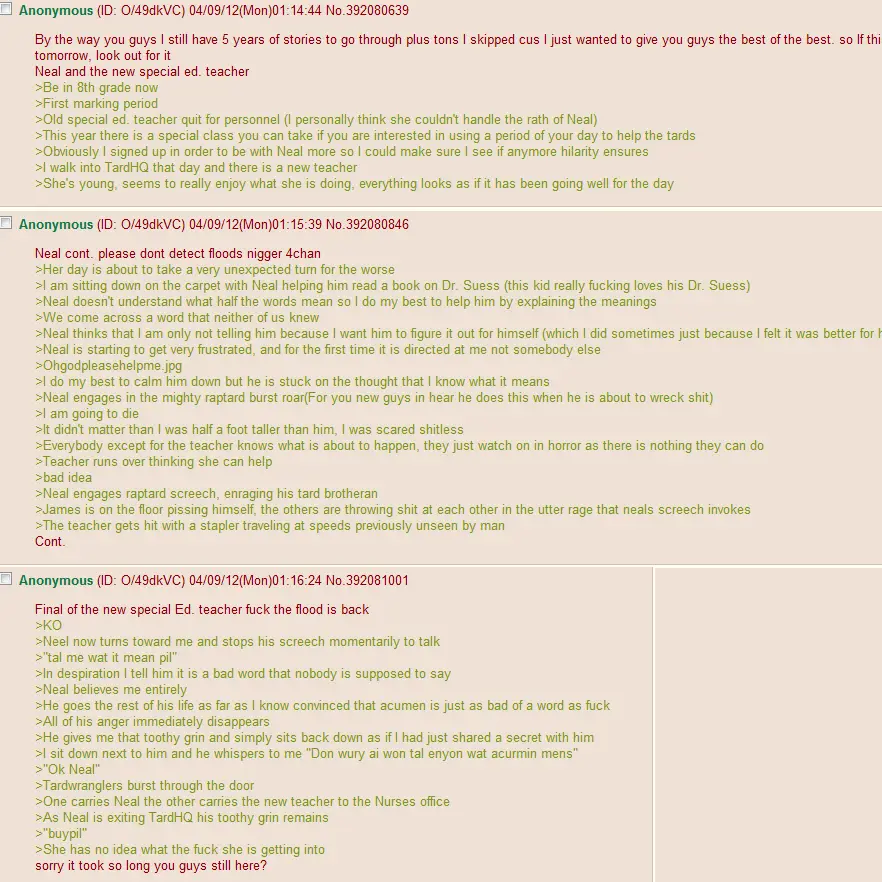 Anonymous (ID: O/49dkVC) 04/09/12(Mon)01:14:44 No.392080639
By the way you guys I still have 5 years of stories to go through plus tons I skipped cus I just wanted to give you guys the best of the best. so If thi
tomorrow, look out for it
Neal and the new special ed. teacher
>Be in 8th grade now
>First marking period
>Old special ed. teacher quit for personnel (I personally think she couldn't handle the rath of Neal)
>This year there is a special class you can take if you are interested in using a period of your day to help the tards
>Obviously I signed up in order to be with Neal more so I could make sure I see if anymore hilarity ensures
>I walk into TardHQ that day and there is a new teacher
>She's young, seems to really enjoy what she is doing, everything looks as if it has been going well for the day
Anonymous (ID: O/49dkVC) 04/09/12(Mon)01:15:39 No.392080846
Neal cont. please dont detect floods nigger 4chan
>Her day is about to take a very unexpected turn for the worse
>I am sitting down on the carpet with Neal helping him read a book on Dr. Suess (this kid really fucking loves his Dr. Suess)
>Neal doesn't understand what half the words mean so I do my best to help him by explaining the meanings
>We come across a word that neither of us knew
>Neal thinks that I am only not telling him because I want him to figure it out for himself (which I did sometimes just because I felt it was better for h
>Neal is starting to get very frustrated, and for the first time it is directed at me not somebody else
>Ohgodpleasehelpme.jpg
>I do my best to calm him down but he is stuck on the thought that I know what it means
>Neal engages in the mighty raptard burst roar(For you new guys in hear he does this when he is about to wreck shit)
>I am going to die
>It didn't matter than I was half a foot taller than him, I was scared shitless
>Everybody except for the teacher knows what is about to happen, they just watch on in horror as there is nothing they can do
>Teacher runs over thinking she can help
>bad idea
>Neal engages raptard screech, enraging his tard brotheran
>James is on the floor pissing himself, the others are throwing shit at each other in the utter rage that neals screech invokes
>The teacher gets hit with a stapler traveling at speeds previously unseen by man
Cont.
Anonymous (ID: O/49dkVC) 04/09/12(Mon)01:16:24 No.392081001
Final of the new special Ed. teacher fuck the flood is back
>KO
>Neel now turns toward me and stops his screech momentarily to talk
>"tal me wat it mean pil"
>In despiration I tell him it is a bad word that nobody is supposed to say
>Neal believes me entirely
>He goes the rest of his life as far as I know convinced that acumen is just as bad of a word as fuck
>All of his anger immediately disappears
>He gives me that toothy grin and simply sits back down as if I had just shared a secret with him
>I sit down next to him and he whispers to me "Don wury ai won tal enyon wat acurmin mens"
>"Ok Neal"
>Tardwranglers burst through the door
>One carries Neal the other carries the new teacher to the Nurses office
>As Neal is exiting TardHQ his toothy grin remains
>"buypil"
>She has no idea what the fuck she is getting into
sorry it took so long you guys still here?